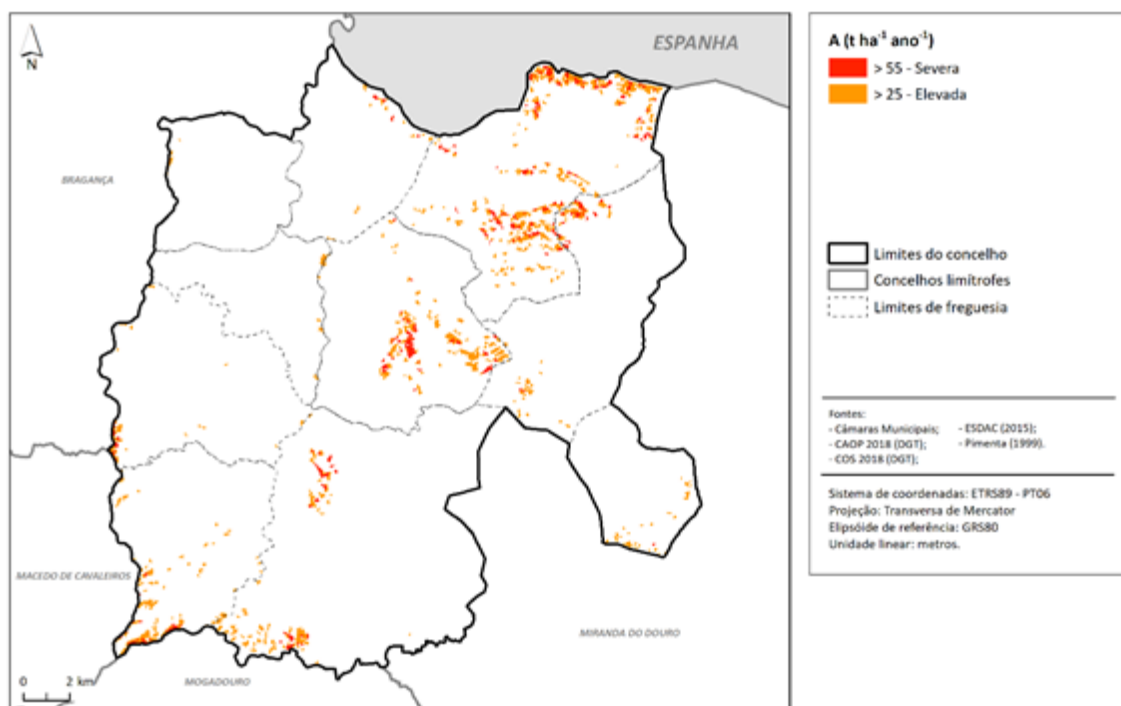 N
ESPANHA
BRAGANÇA
MACEDO DE CAVALEIROS
MIRANDA DO DOURO
MOGADOURO
0 2 km
A (t ha⁻¹ ano⁻¹)
> 55 - Severa
> 25 - Elevada
Limites do concelho
Concelhos limítrofes
Limites de freguesia
Fontes:
- Câmaras Municipais; - ESDAC (2015);
- CAOP 2018 (DGT); - Pimenta (1999).
- COS 2018 (DGT);
Sistema de coordenadas: ETRS89 - PT06
Projeção: Transversa de Mercator
Elipsóide de referência: GRS80
Unidade linear: metros.